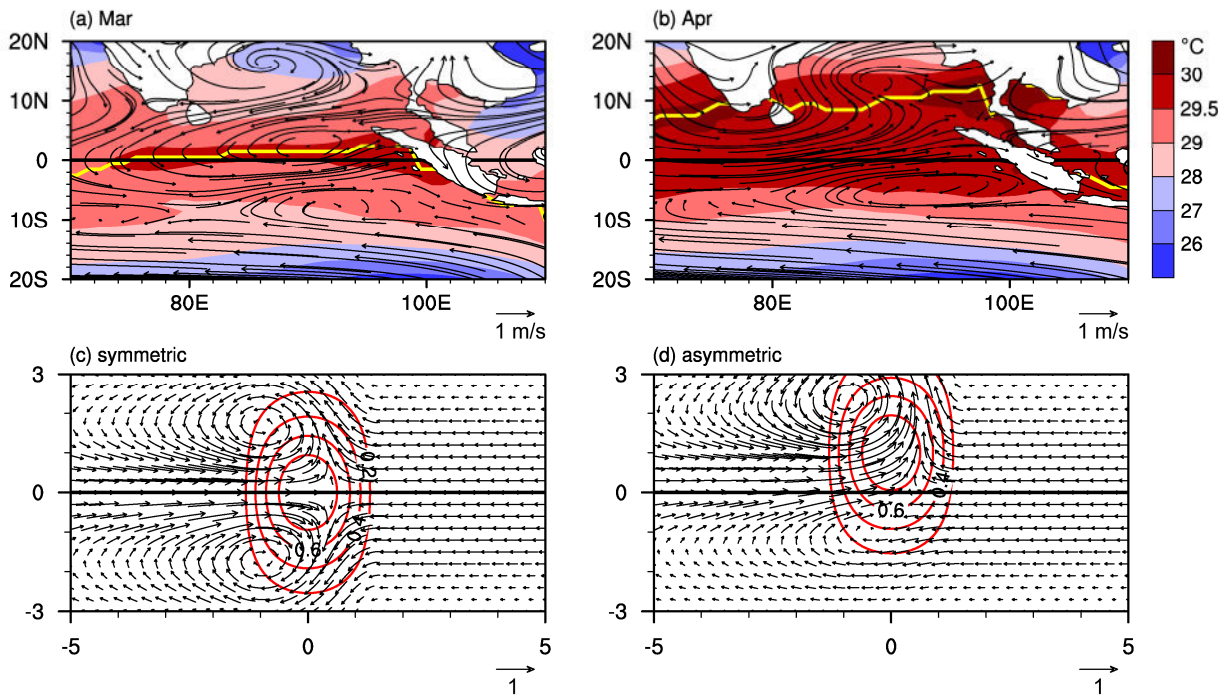 (a) Mar
(b) Apr
20N
10N
0
10S
20S
80E
100E
1 m/s
20N
10N
0
10S
20S
80E
100E
1 m/s
°C
30
29.5
29
28
27
26
(c) symmetric
(d) asymmetric
3
0
-3
-5
0
5
1
0.2
0.4
0.6
3
0
-3
-5
0
5
1
0.4
0.6